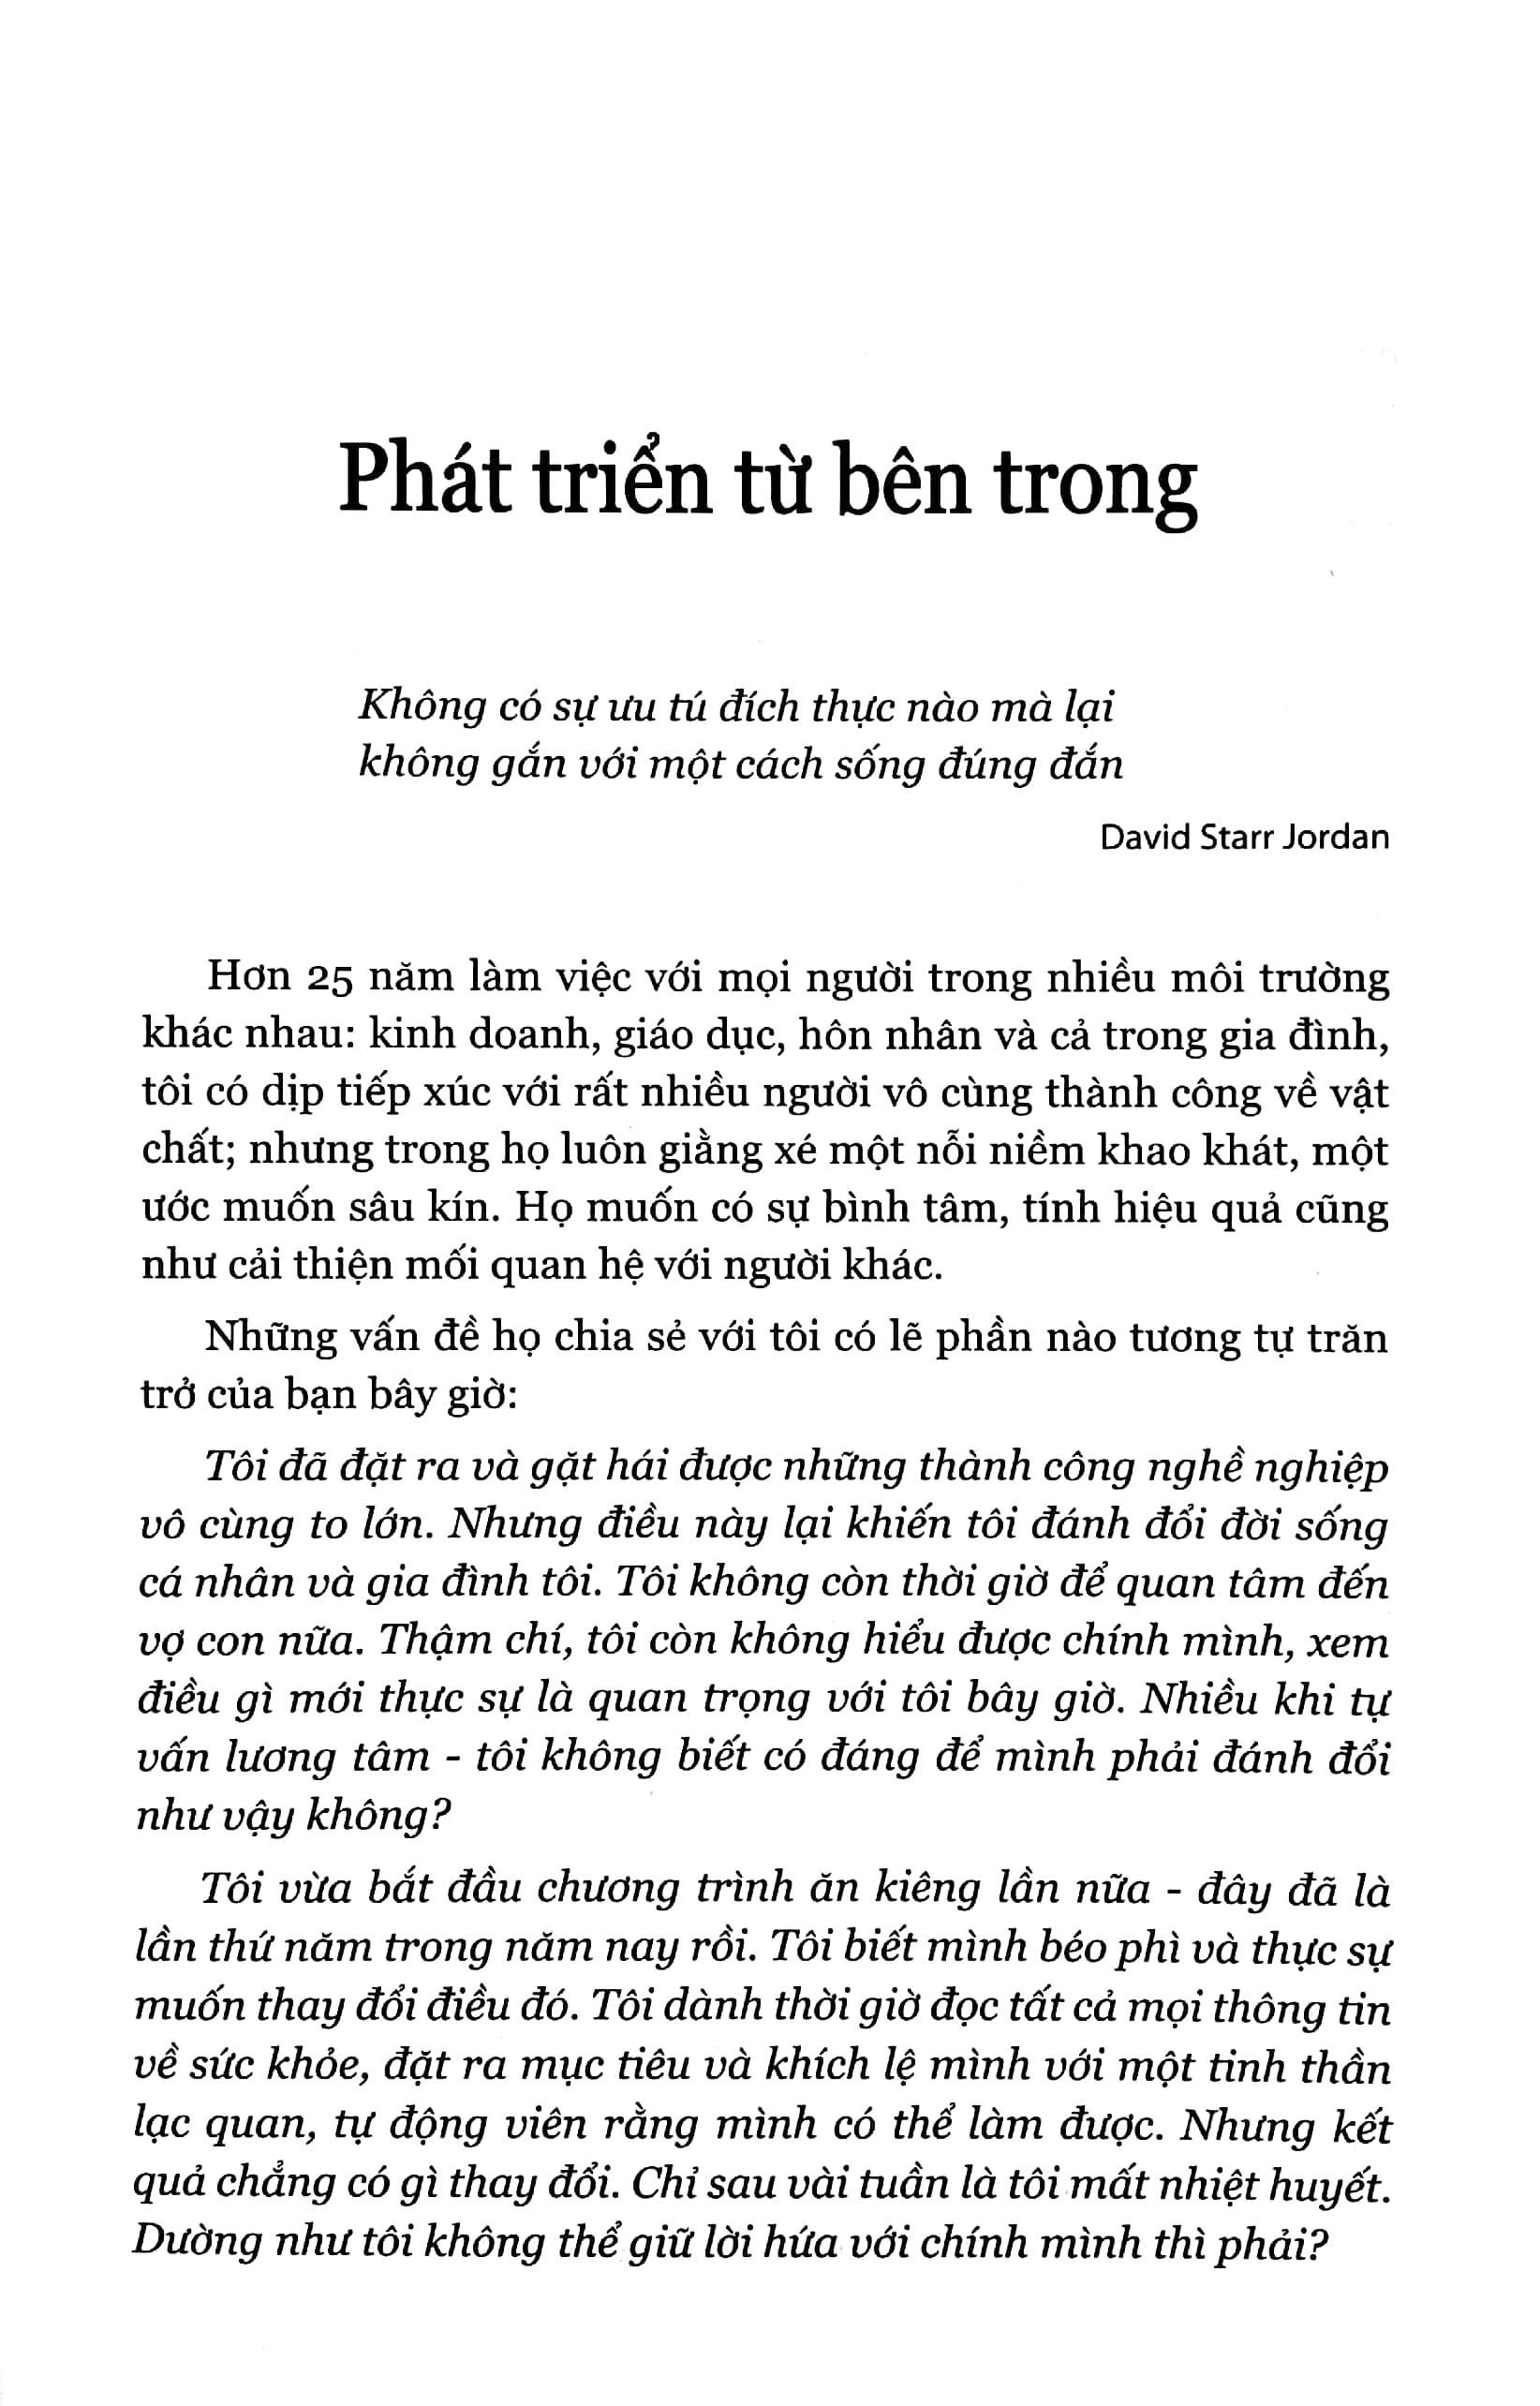 Phát triển từ bên trong
Không có sự ưu tú đích thực nào mà lại
không gắn với một cách sống đúng đắn
David Starr Jordan
Hơn 25 năm làm việc với mọi người trong nhiều môi trường
khác nhau: kinh doanh, giáo dục, hôn nhân và cả trong gia đình,
tôi có dịp tiếp xúc với rất nhiều người vô cùng thành công về vật
chất; nhưng trong họ luôn giằng xé một nỗi niềm khao khát, một
ước muốn sâu kín. Họ muốn có sự bình tâm, tính hiệu quả cũng
như cải thiện mối quan hệ với người khác.
Những vấn đề họ chia sẻ với tôi có lẽ phần nào tương tự trăn
trở của bạn bây giờ:
Tôi đã đặt ra và gặt hái được những thành công nghề nghiệp
vô cùng to lớn. Nhưng điều này lại khiến tôi đánh đổi đời sống
cá nhân và gia đình tôi. Tôi không còn thời giờ để quan tâm đến
vợ con nữa. Thậm chí, tôi còn không hiểu được chính mình, xem
điều gì mới thực sự là quan trọng với tôi bây giờ. Nhiều khi tự
vấn lương tâm - tôi không biết có đáng để mình phải đánh đổi
như vậy không?
Tôi vừa bắt đầu chương trình ăn kiêng lần nữa - đây đã là
lần thứ năm trong năm nay rồi. Tôi biết mình béo phì và thực sự
muốn thay đổi điều đó. Tôi dành thời giờ đọc tất cả mọi thông tin
về sức khỏe, đặt ra mục tiêu và khích lệ mình với một tinh thần
lạc quan, tự động viên rằng mình có thể làm được. Nhưng kết
quả chẳng có gì thay đổi. Chỉ sau vài tuần là tôi mất nhiệt huyết.
Dường như tôi không thể giữ lời hứa với chính mình thì phải?